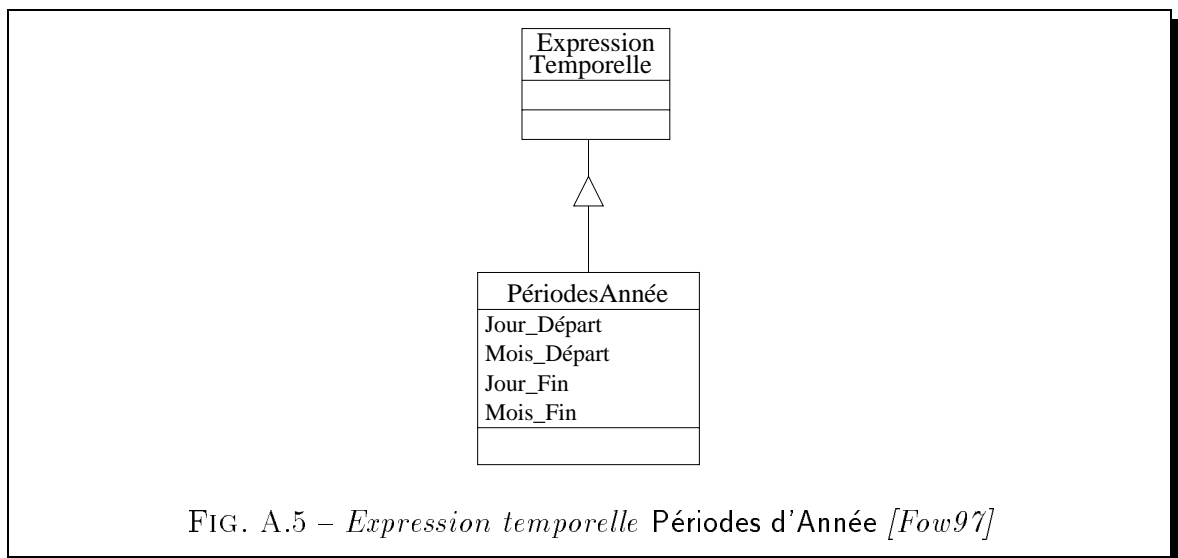 Expression
Temporelle
PériodesAnnée
Jour_Départ
Mois_Départ
Jour_Fin
Mois_Fin
FIG. A.5 – Expression temporelle Périodes d'Année [Fow97]